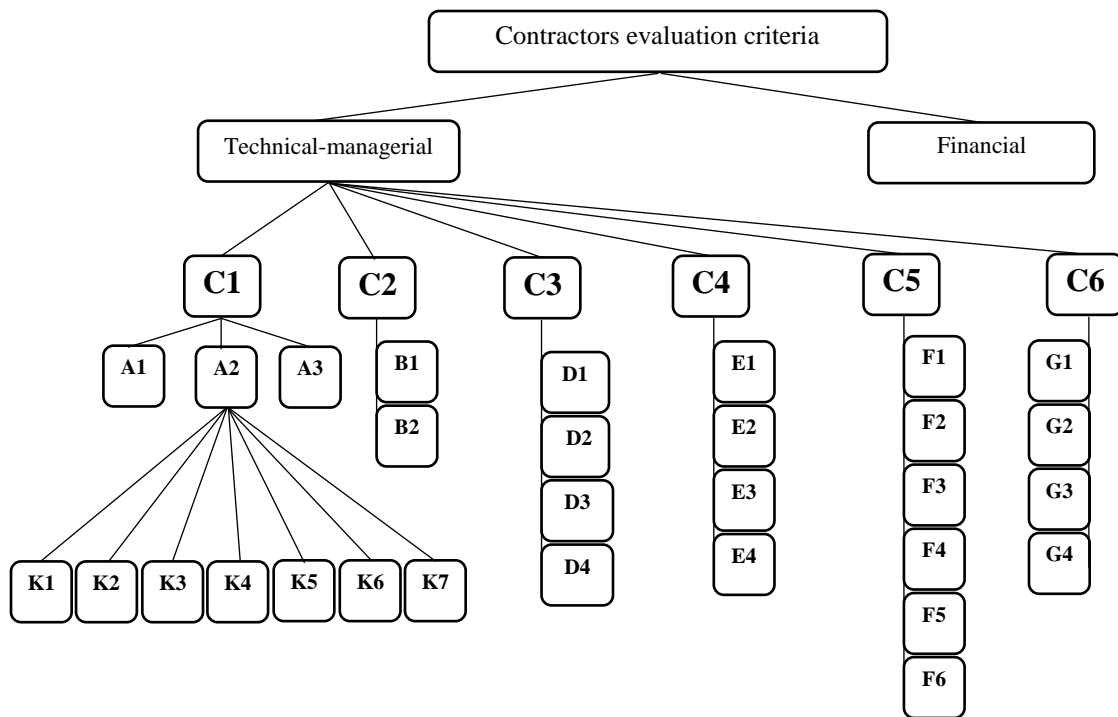 Contractors evaluation criteria
Technical-managerial
Financial
C1
C2
C3
C4
C5
C6
A1
A2
A3
B1
B2
D1
D2
D3
D4
E1
E2
E3
E4
F1
F2
F3
F4
F5
F6
G1
G2
G3
G4
K1
K2
K3
K4
K5
K6
K7